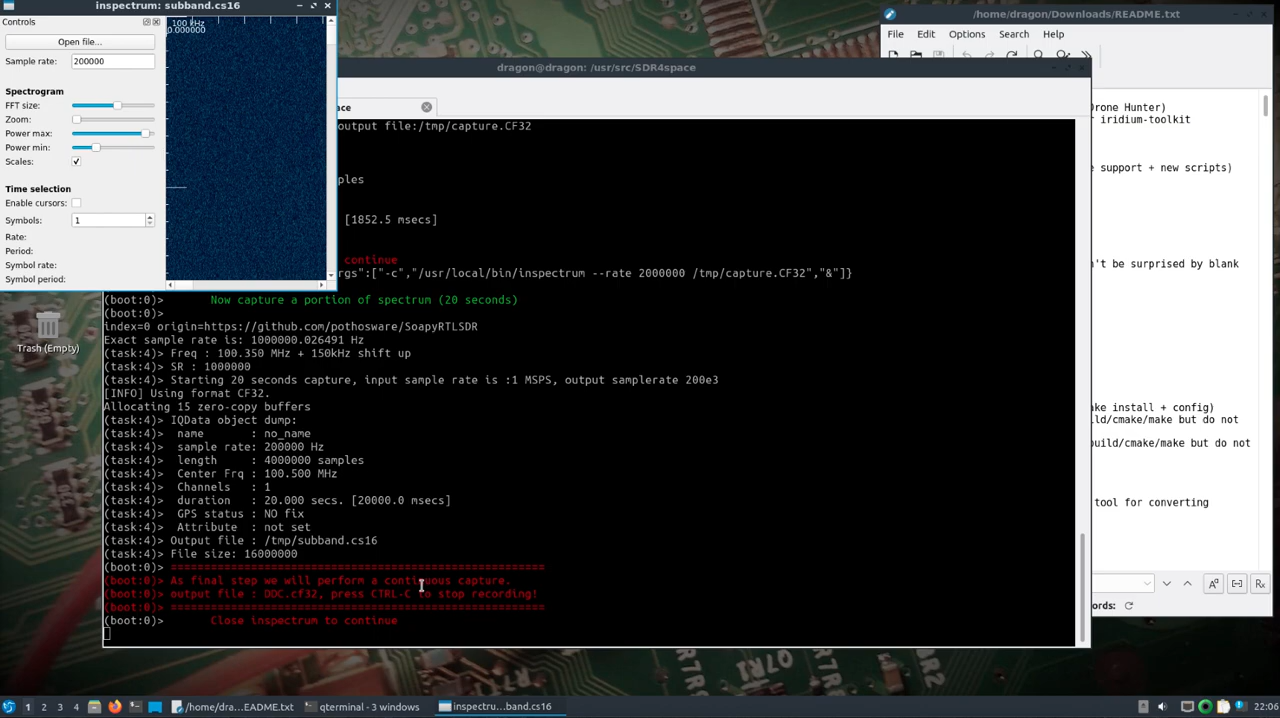 inspectrum: subband.cs16
Controls
Open file...
Sample rate:
200000
Spectrogram
FFT size:
Zoom:
Power max:
Power min:
Scales:
Time selection
Enable cursors:
Symbols:
1
Rate:
Period:
Symbol rate:
Symbol period:
100 kHz
0.000000
/home/dragon/Downloads/README.txt
File Edit Options Search Help
dragon@dragon: /usr/src/SDR4space
ace
output file:/tmp/capture.CF32
ples
[1852.5 msecs]
continue
rgs":["-c","/usr/local/bin/inspectrum --rate 2000000 /tmp/capture.CF32","&"]}
(boot:0)> Now capture a portion of spectrum (20 seconds)
(boot:0)>
index=0 origin=https://github.com/pothosware/SoapyRTLSDR
Exact sample rate is: 1000000.026491 Hz
(task:4)> Freq : 100.350 MHz + 150kHz shift up
(task:4)> SR : 1000000
(task:4)> Starting 20 seconds capture, input sample rate is :1 MSPS, output samplerate 200e3
[INFO] Using format CF32.
Allocating 15 zero-copy buffers
(task:4)> IQData object dump:
(task:4)> name : no_name
(task:4)> sample rate: 200000 Hz
(task:4)> length : 4000000 samples
(task:4)> Center Frq : 100.500 MHz
(task:4)> Channels : 1
(task:4)> duration : 20.000 secs. [20000.0 msecs]
(task:4)> GPS status : NO fix
(task:4)> Attribute : not set
(task:4)> Output file : /tmp/subband.cs16
(task:4)> File size: 16000000
(boot:0)> ========================================================
(boot:0)> As final step we will perform a continuous capture.
(boot:0)> output file : DDC.cf32, press CTRL-C to stop recording!
(boot:0)> ========================================================
(boot:0)> Close inspectrum to continue
Drone Hunter)
r iridium-toolkit
e support + new scripts)
n't be surprised by blank
ake install + config)
ild/cmake/make but do not
build/cmake/make but do not
tool for converting
ords:
Trash (Empty)
1 2 3 4
/home/dra...EADME.txt
qterminal - 3 windows
inspectru...band.cs16
22:06